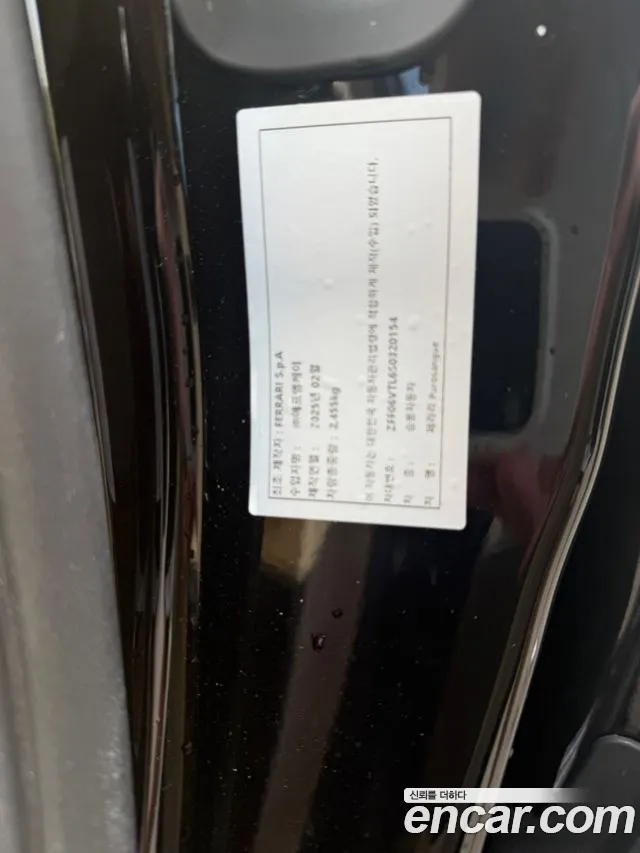 최초 제작자 : FERRARI S.p.A
수입자명 : ㈜에프엠케이
제작연월 : 2025년 02월
차량총중량 : 2,455kg
이 자동차는 대한민국 자동차관리법령에 적합하게 제작(수입) 되었습니다.
차대번호 : ZFF06VTL6S0320154
차 종 : 승용자동차
차 명 : 페라리 Purosangue
신뢰를 더하다
encar.com